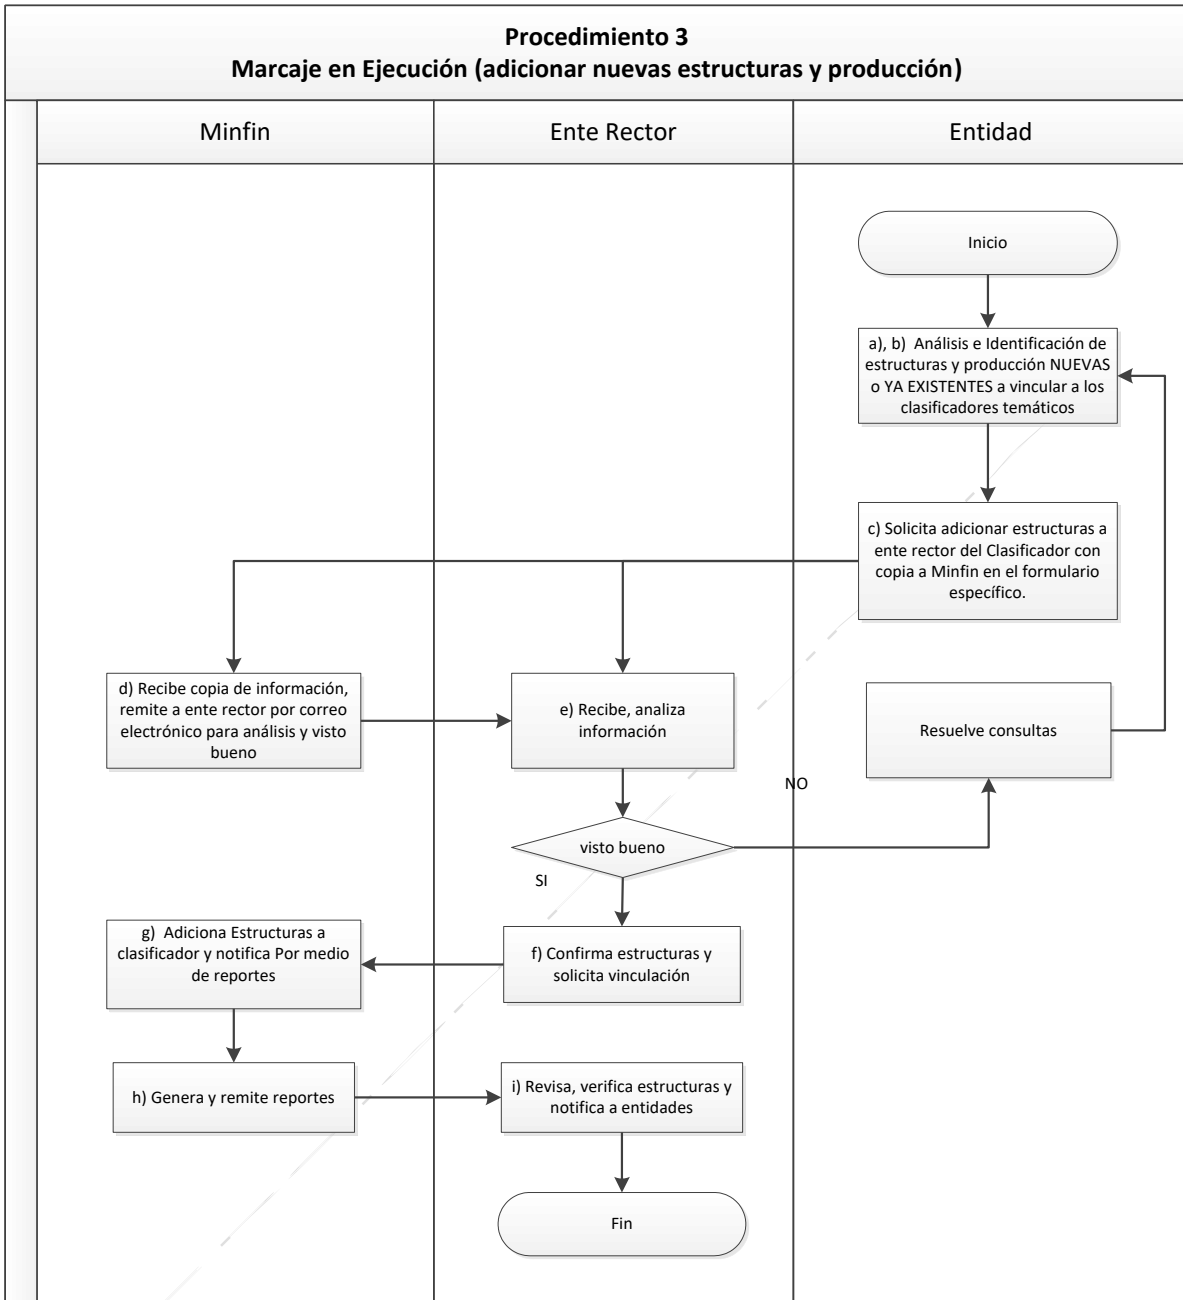 Procedimiento 3
Marcaje en Ejecución (adicionar nuevas estructuras y producción)
Minfin
Ente Rector
Entidad
Inicio
a), b) Análisis e Identificación de
estructuras y producción NUEVAS
o YA EXISTENTES a vincular a los
clasificadores temáticos
c) Solicita adicionar estructuras a
ente rector del Clasificador con
copia a Minfin en el formulario
específico.
d) Recibe copia de información,
remite a ente rector por correo
electrónico para análisis y visto
bueno
e) Recibe, analiza
información
Resuelve consultas
NO
visto bueno
SI
g) Adiciona Estructuras a
clasificador y notifica Por medio
de reportes
f) Confirma estructuras y
solicita vinculación
h) Genera y remite reportes
i) Revisa, verifica estructuras y
notifica a entidades
Fin